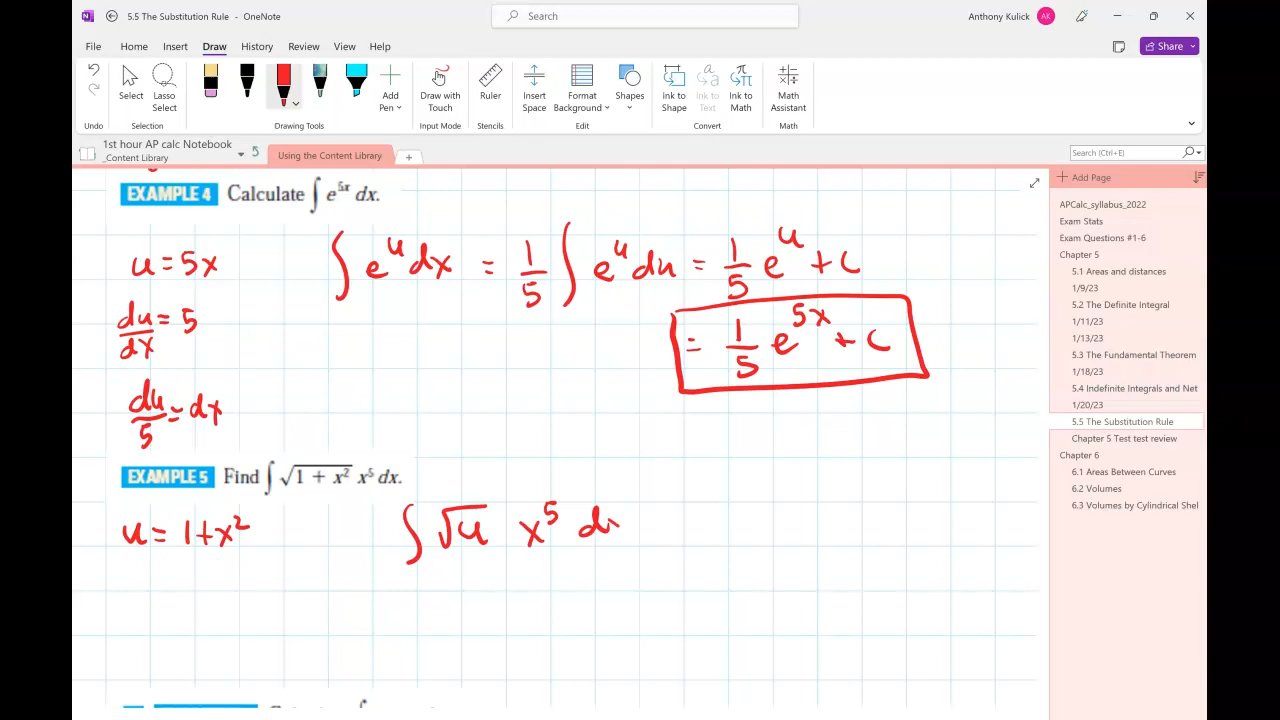 5.5 The Substitution Rule - OneNote
Search
Anthony Kulick AK
File Home Insert Draw History Review View Help
Share
Undo
Select
Lasso Select
Add Pen
Draw with Touch
Ruler
Insert Space
Format Background
Shapes
Ink to Shape
Ink to Text
Ink to Math
Math Assistant
Undo Selection Drawing Tools Input Mode Stencils Edit Convert Math
1st hour AP calc Notebook
_Content Library
Using the Content Library
Search (Ctrl+E)
Add Page
APCalc_syllabus_2022
Exam Stats
Exam Questions #1-6
Chapter 5
5.1 Areas and distances
1/9/23
5.2 The Definite Integral
1/11/23
1/13/23
5.3 The Fundamental Theorem
1/18/23
5.4 Indefinite Integrals and Net
1/20/23
5.5 The Substitution Rule
Chapter 5 Test test review
Chapter 6
6.1 Areas Between Curves
6.2 Volumes
6.3 Volumes by Cylindrical Shel
EXAMPLE 4 Calculate ∫ e^{5x} dx.
u = 5x
∫ e^u dx = 1/5 ∫ e^u du = 1/5 e^u + C
du/dx = 5
= 1/5 e^{5x} + C
du/5 = dx
EXAMPLE 5 Find ∫ √(1 + x²) x⁵ dx.
u = 1+x²
∫ √u x⁵